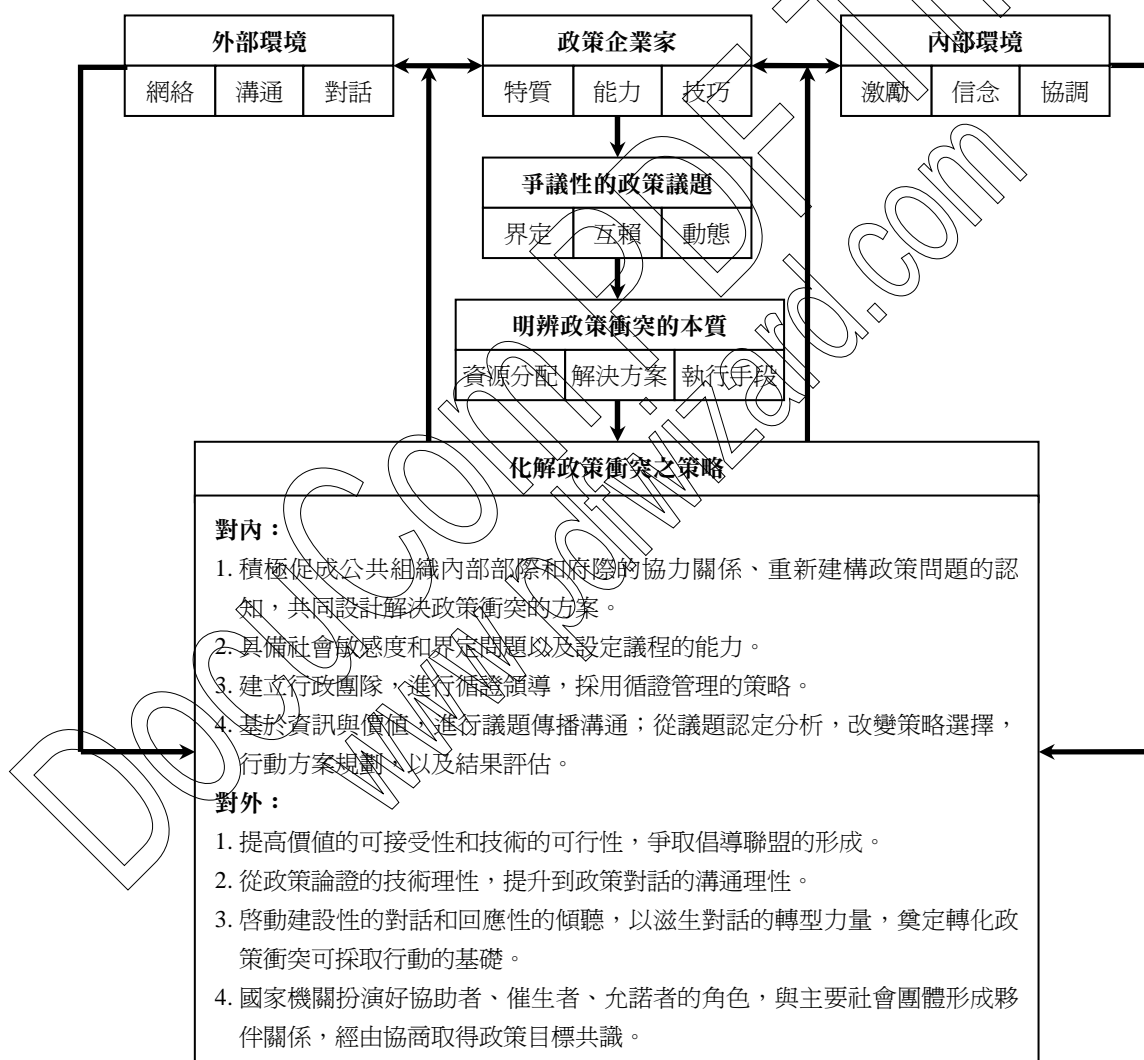 外部環境
網絡 溝通 對話
政策企業家
特質 能力 技巧
內部環境
激勵 信念 協調
爭議性的政策議題
界定 互賴 動態
明辨政策衝突的本質
資源分配 解決方案 執行手段
化解政策衝突之策略
對內：
1. 積極促成公共組織內部部際和府際的協力關係、重新建構政策問題的認
知，共同設計解決政策衝突的方案。
2. 具備社會敏感度和界定問題以及設定議程的能力。
3. 建立行政團隊，進行循證領導，採用循證管理的策略。
4. 基於資訊與價值，進行議題傳播溝通；從議題認定分析，改變策略選擇，
行動方案規劃，以及結果評估。
對外：
1. 提高價值的可接受性和技術的可行性，爭取倡導聯盟的形成。
2. 從政策論證的技術理性，提升到政策對話的溝通理性。
3. 啓動建設性的對話和回應性的傾聽，以滋生對話的轉型力量，奠定轉化政
策衝突可採取行動的基礎。
4. 國家機關扮演好協助者、催生者、允諾者的角色，與主要社會團體形成夥
伴關係，經由協商取得政策目標共識。
DocuCom PDF
www.pdfwizard.com